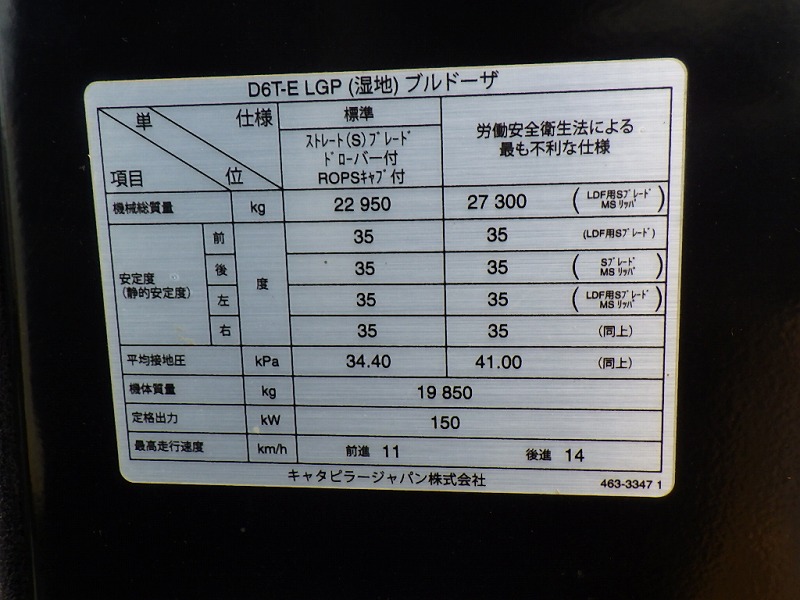 D6T-E LGP (湿地) ブルドーザ
単 仕様
項目 位
標準
ストレート(S)ブレード
ドローバー付
ROPSキャブ付
労働安全衛生法による
最も不利な仕様
機械総質量 kg 22 950 27 300 (LDF用Sブレード
MSリッパ)
安定度
(静的安定度)
度
前 35 35 (LDF用Sブレード)
後 35 35 (Sブレード
MSリッパ)
左 35 35 (LDF用Sブレード
MSリッパ)
右 35 35 (同上)
平均接地圧 kPa 34.40 41.00 (同上)
機体質量 kg 19 850
定格出力 kW 150
最高走行速度 km/h 前進 11 後進 14
キャタピラージャパン株式会社
463-3347 1